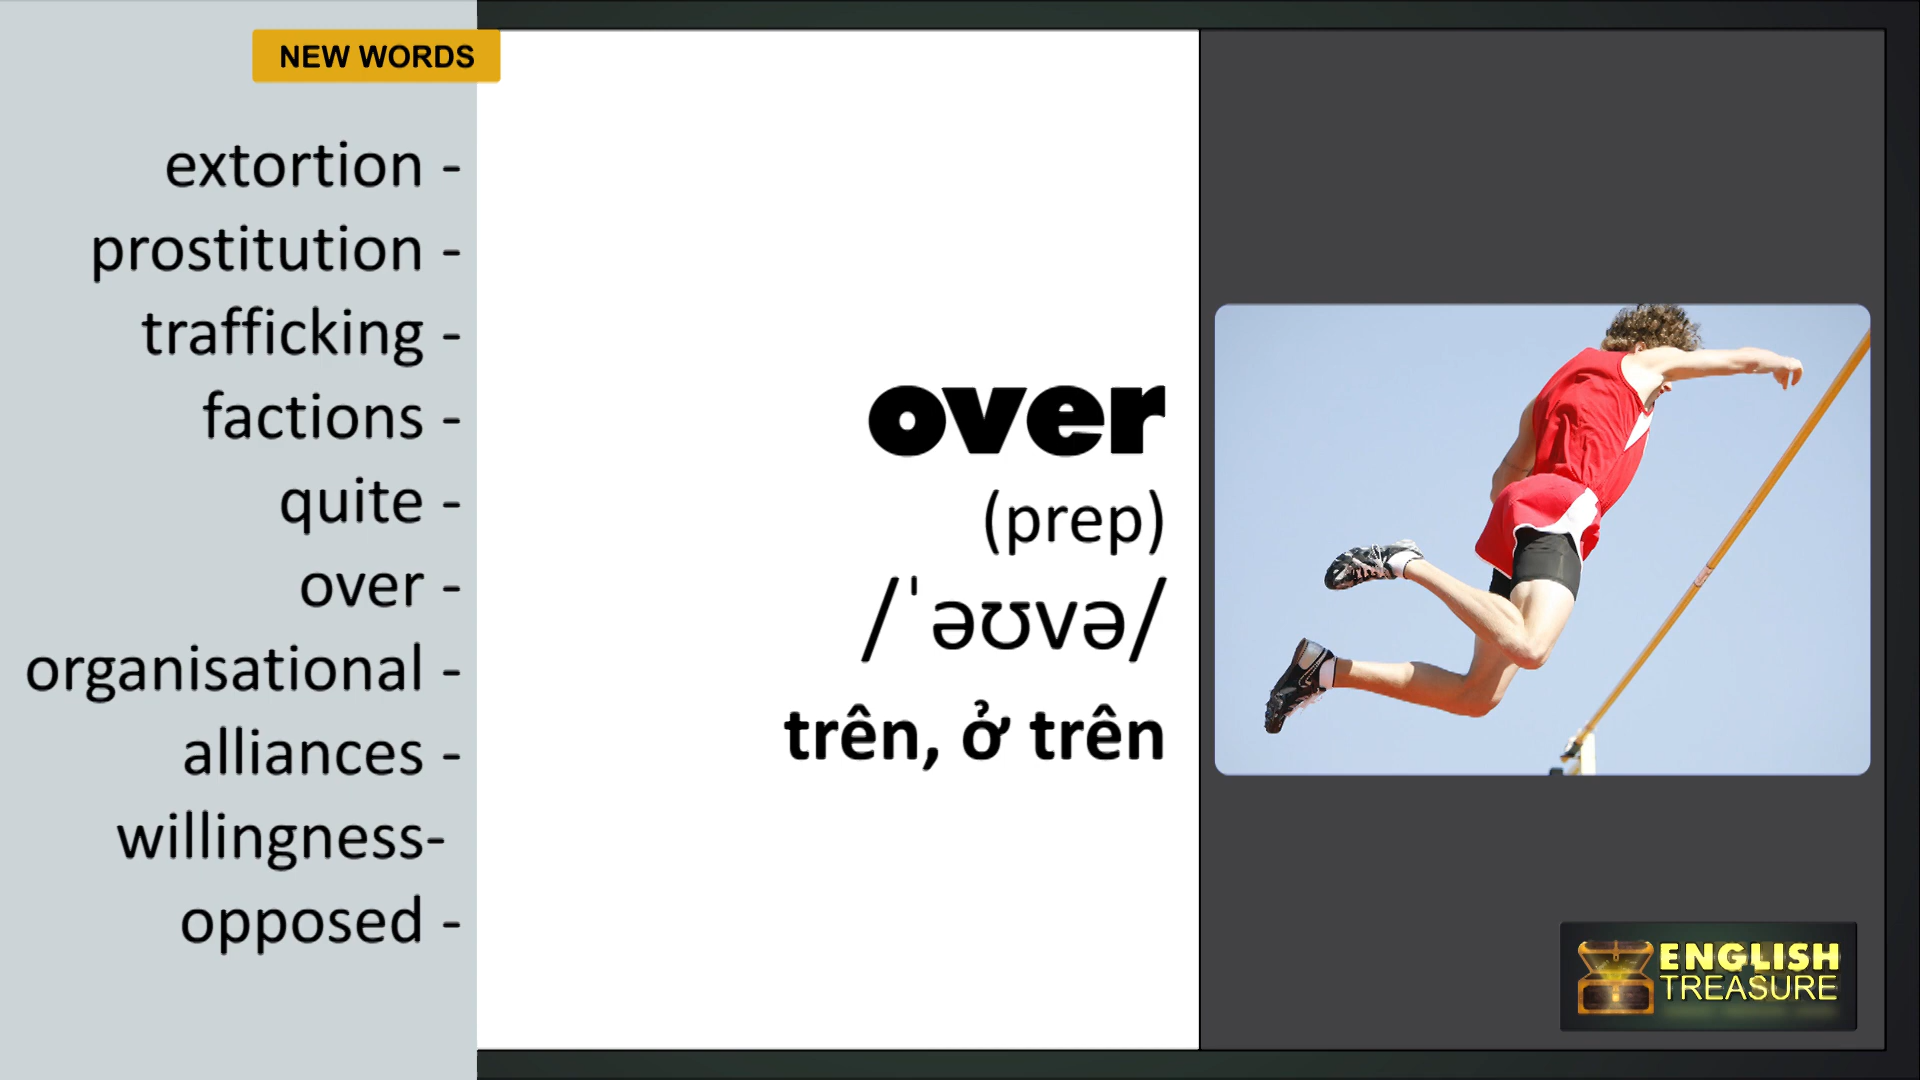 NEW WORDS
extortion -
prostitution -
trafficking -
factions -
quite -
over -
organisational -
alliances -
willingness-
opposed -
over
(prep)
/ˈəʊvə/
trên, ở trên
ENGLISH
TREASURE